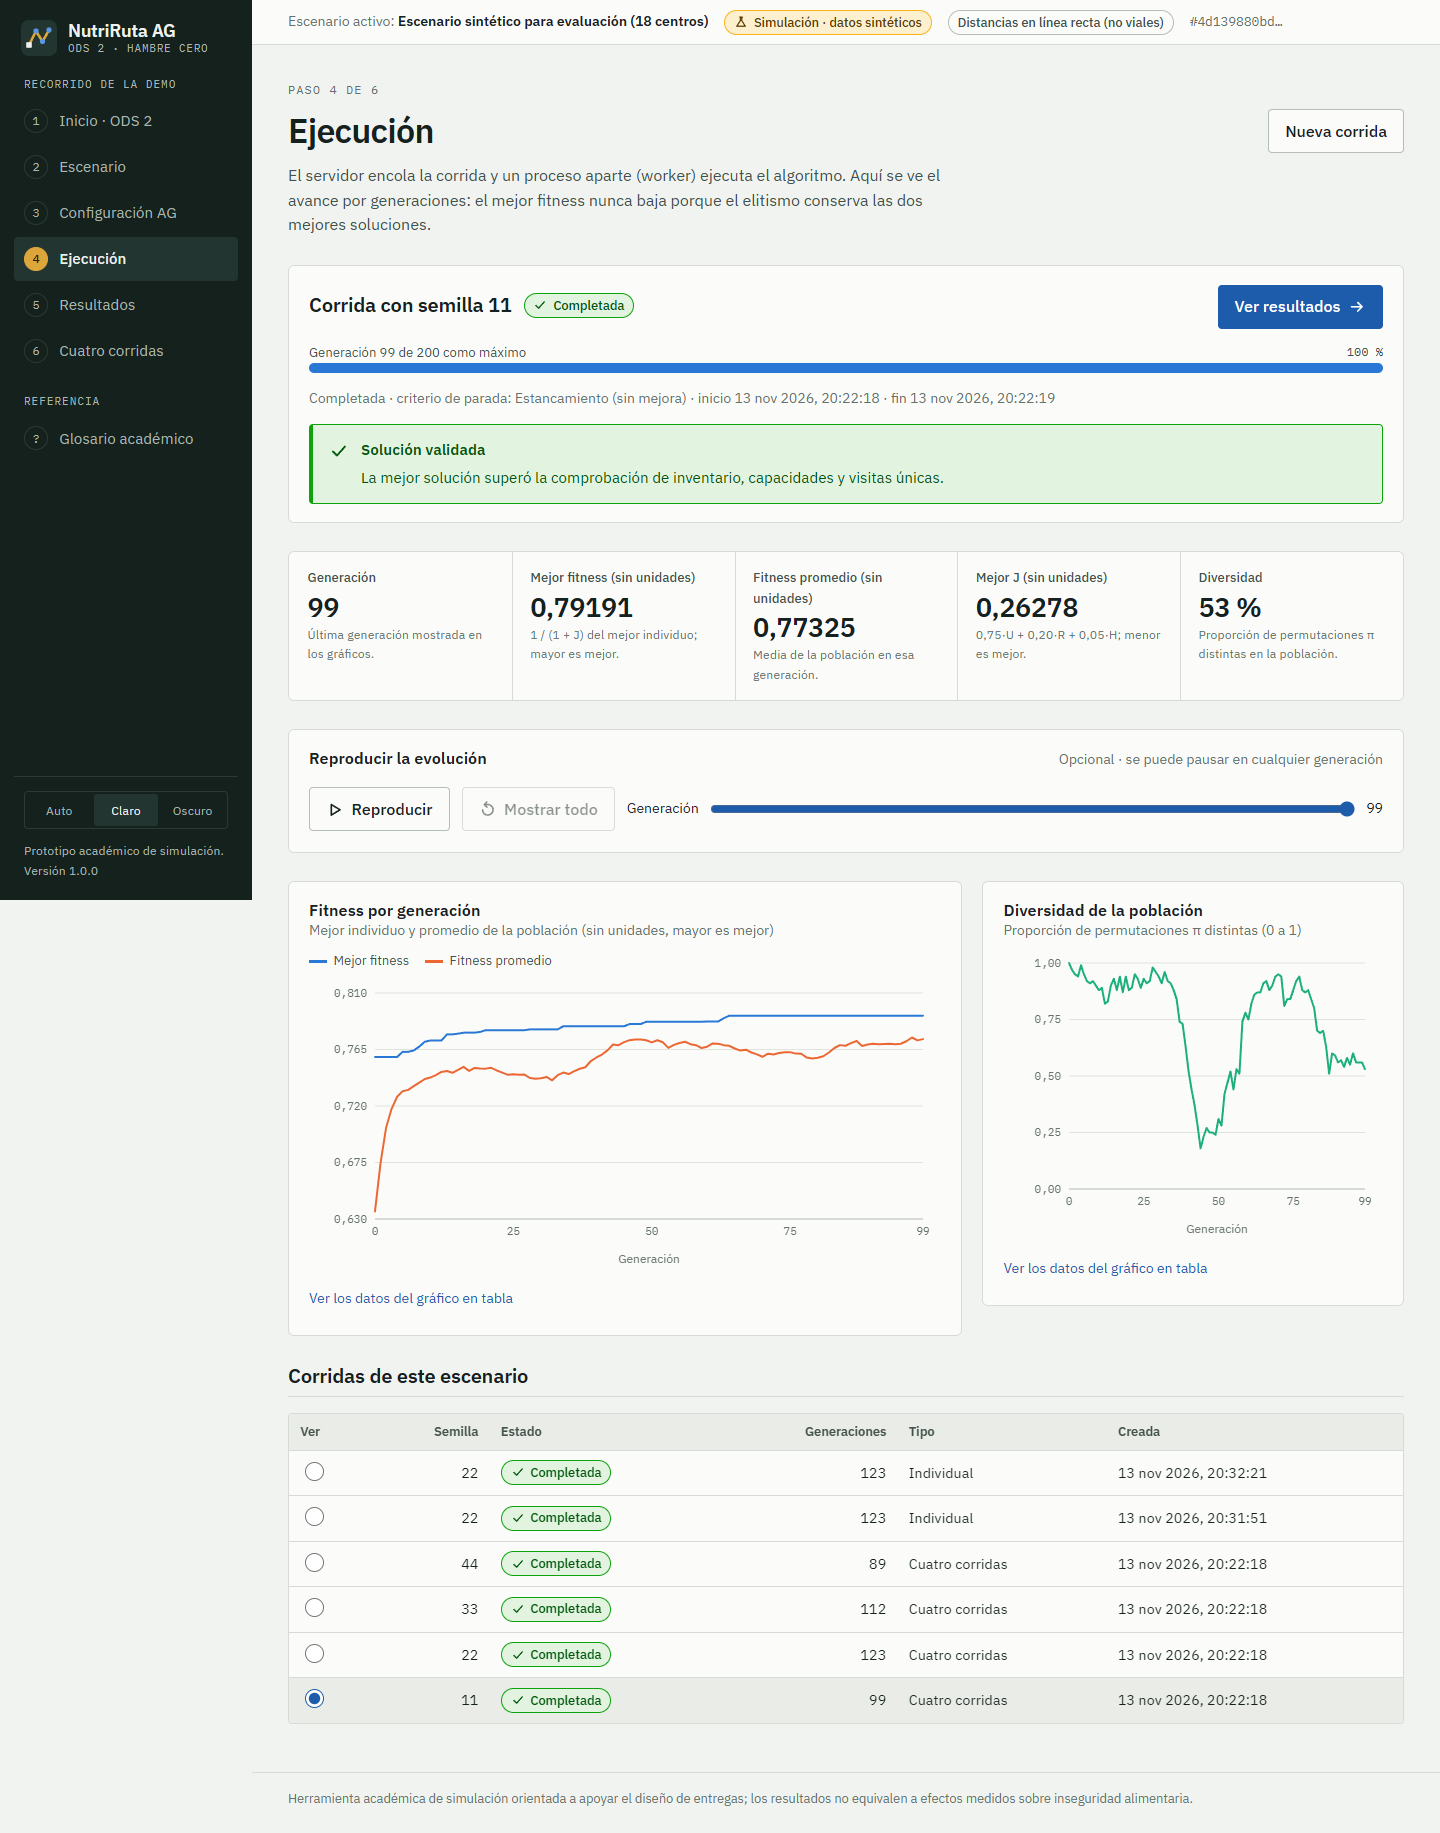 NutriRuta AG
ODS 2 · HAMBRE CERO
RECORRIDO DE LA DEMO
1 Inicio · ODS 2
2 Escenario
3 Configuración AG
4 Ejecución
5 Resultados
6 Cuatro corridas
REFERENCIA
? Glosario académico
Auto Claro Oscuro
Prototipo académico de simulación.
Versión 1.0.0
Escenario activo: Escenario sintético para evaluación (18 centros) Simulación · datos sintéticos Distancias en línea recta (no viales) #4d139880bd…
PASO 4 DE 6
Ejecución
Nueva corrida
El servidor encola la corrida y un proceso aparte (worker) ejecuta el algoritmo. Aquí se ve el
avance por generaciones: el mejor fitness nunca baja porque el elitismo conserva las dos
mejores soluciones.
Corrida con semilla 11 Completada
Ver resultados →
Generación 99 de 200 como máximo 100 %
Completada · criterio de parada: Estancamiento (sin mejora) · inicio 13 nov 2026, 20:22:18 · fin 13 nov 2026, 20:22:19
Solución validada
La mejor solución superó la comprobación de inventario, capacidades y visitas únicas.
Generación
99
Última generación mostrada en
los gráficos.
Mejor fitness (sin unidades)
0,79191
1 / (1 + J) del mejor individuo;
mayor es mejor.
Fitness promedio (sin
unidades)
0,77325
Media de la población en esa
generación.
Mejor J (sin unidades)
0,26278
0,75·U + 0,20·R + 0,05·H; menor
es mejor.
Diversidad
53 %
Proporción de permutaciones π
distintas en la población.
Reproducir la evolución
Opcional · se puede pausar en cualquier generación
Reproducir Mostrar todo Generación 99
Fitness por generación
Mejor individuo y promedio de la población (sin unidades, mayor es mejor)
Mejor fitness Fitness promedio
0,810
0,765
0,720
0,675
0,630
0 25 50 75 99
Generación
Ver los datos del gráfico en tabla
Diversidad de la población
Proporción de permutaciones π distintas (0 a 1)
1,00
0,75
0,50
0,25
0,00
0 25 50 75 99
Generación
Ver los datos del gráfico en tabla
Corridas de este escenario
Ver Semilla Estado Generaciones Tipo Creada
22 Completada 123 Individual 13 nov 2026, 20:32:21
22 Completada 123 Individual 13 nov 2026, 20:31:51
44 Completada 89 Cuatro corridas 13 nov 2026, 20:22:18
33 Completada 112 Cuatro corridas 13 nov 2026, 20:22:18
22 Completada 123 Cuatro corridas 13 nov 2026, 20:22:18
11 Completada 99 Cuatro corridas 13 nov 2026, 20:22:18
Herramienta académica de simulación orientada a apoyar el diseño de entregas; los resultados no equivalen a efectos medidos sobre inseguridad alimentaria.